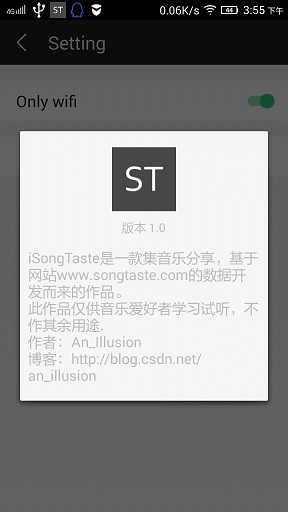 4G ST 0.06K/s 44 3:55 下午
Setting
Only wifi
ST
版本 1.0
iSongTaste是一款集音乐分享，基于
网站www.songtaste.com的数据开
发而来的作品。
此作品仅供音乐爱好者学习试听，不
作其余用途.
作者：An_Illusion
博客：http://blog.csdn.net/
an_illusion